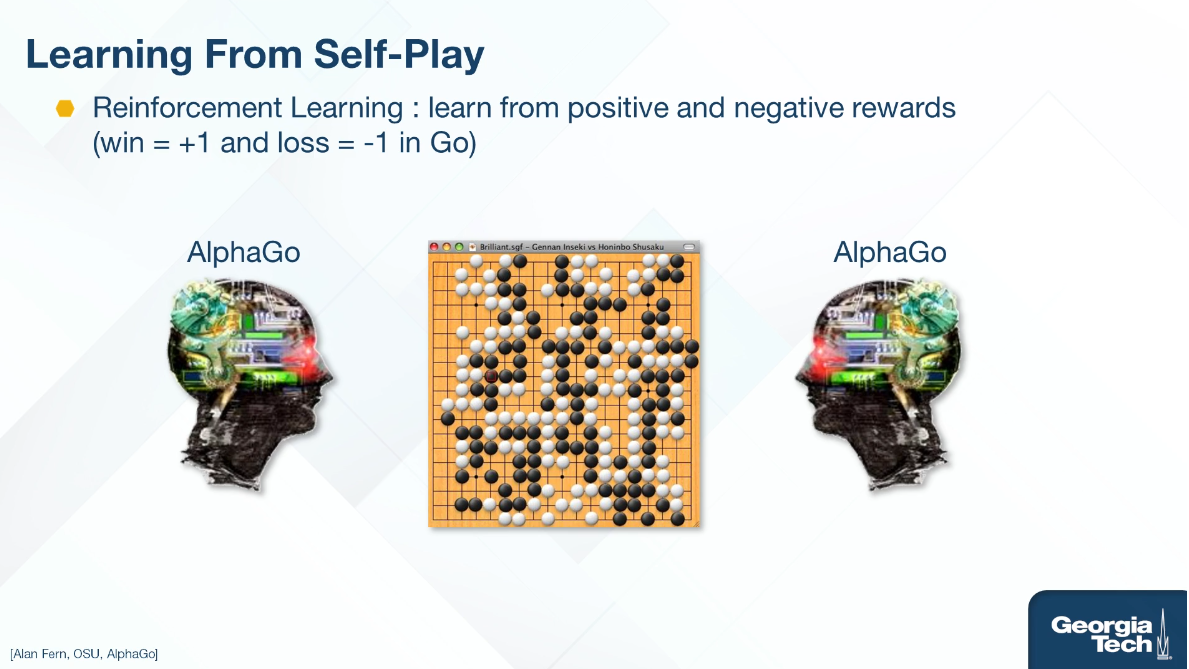 Learning From Self-Play
Reinforcement Learning : learn from positive and negative rewards
(win = +1 and loss = -1 in Go)
AlphaGo
Brilliant.sgf – Gennan Inseki vs Honinbo Shusaku
AlphaGo
Georgia
Tech
[Alan Fern, OSU, AlphaGo]